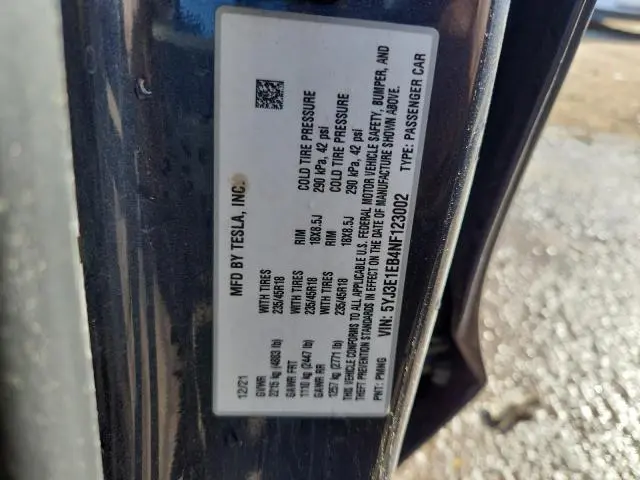 MFD BY TESLA, INC.
12/21
GVWR
2215 kg (4883 lb)
WITH TIRES
235/45R18
GAWR FRT
1110 kg (2447 lb)
WITH TIRES
235/45R18
RIM
18X8.5J
COLD TIRE PRESSURE
290 kPa, 42 psi
GAWR RR
1257 kg (2771 lb)
WITH TIRES
235/45R18
RIM
18X8.5J
COLD TIRE PRESSURE
290 kPa, 42 psi
THIS VEHICLE CONFORMS TO ALL APPLICABLE U.S. FEDERAL MOTOR VEHICLE SAFETY, BUMPER, AND
THEFT PREVENTION STANDARDS IN EFFECT ON THE DATE OF MANUFACTURE SHOWN ABOVE.
VIN: 5YJ3E1EB4NF123002
PMT: PMNG
TYPE: PASSENGER CAR